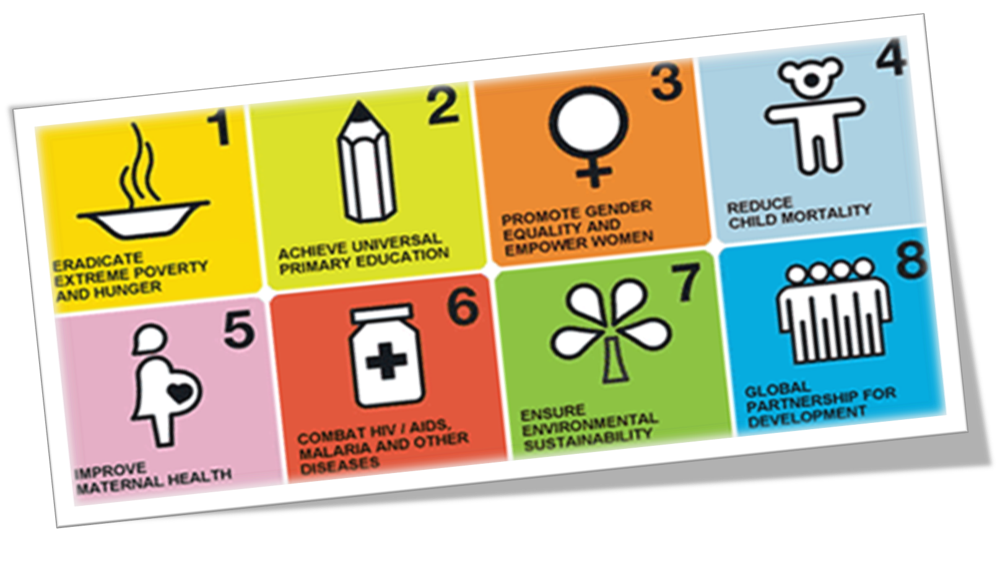 1
ERADICATE
EXTREME POVERTY
AND HUNGER
2
ACHIEVE UNIVERSAL
PRIMARY EDUCATION
3
PROMOTE GENDER
EQUALITY AND
EMPOWER WOMEN
4
REDUCE
CHILD MORTALITY
5
IMPROVE
MATERNAL HEALTH
6
COMBAT HIV / AIDS,
MALARIA AND OTHER
DISEASES
7
ENSURE
ENVIRONMENTAL
SUSTAINABILITY
8
GLOBAL
PARTNERSHIP FOR
DEVELOPMENT